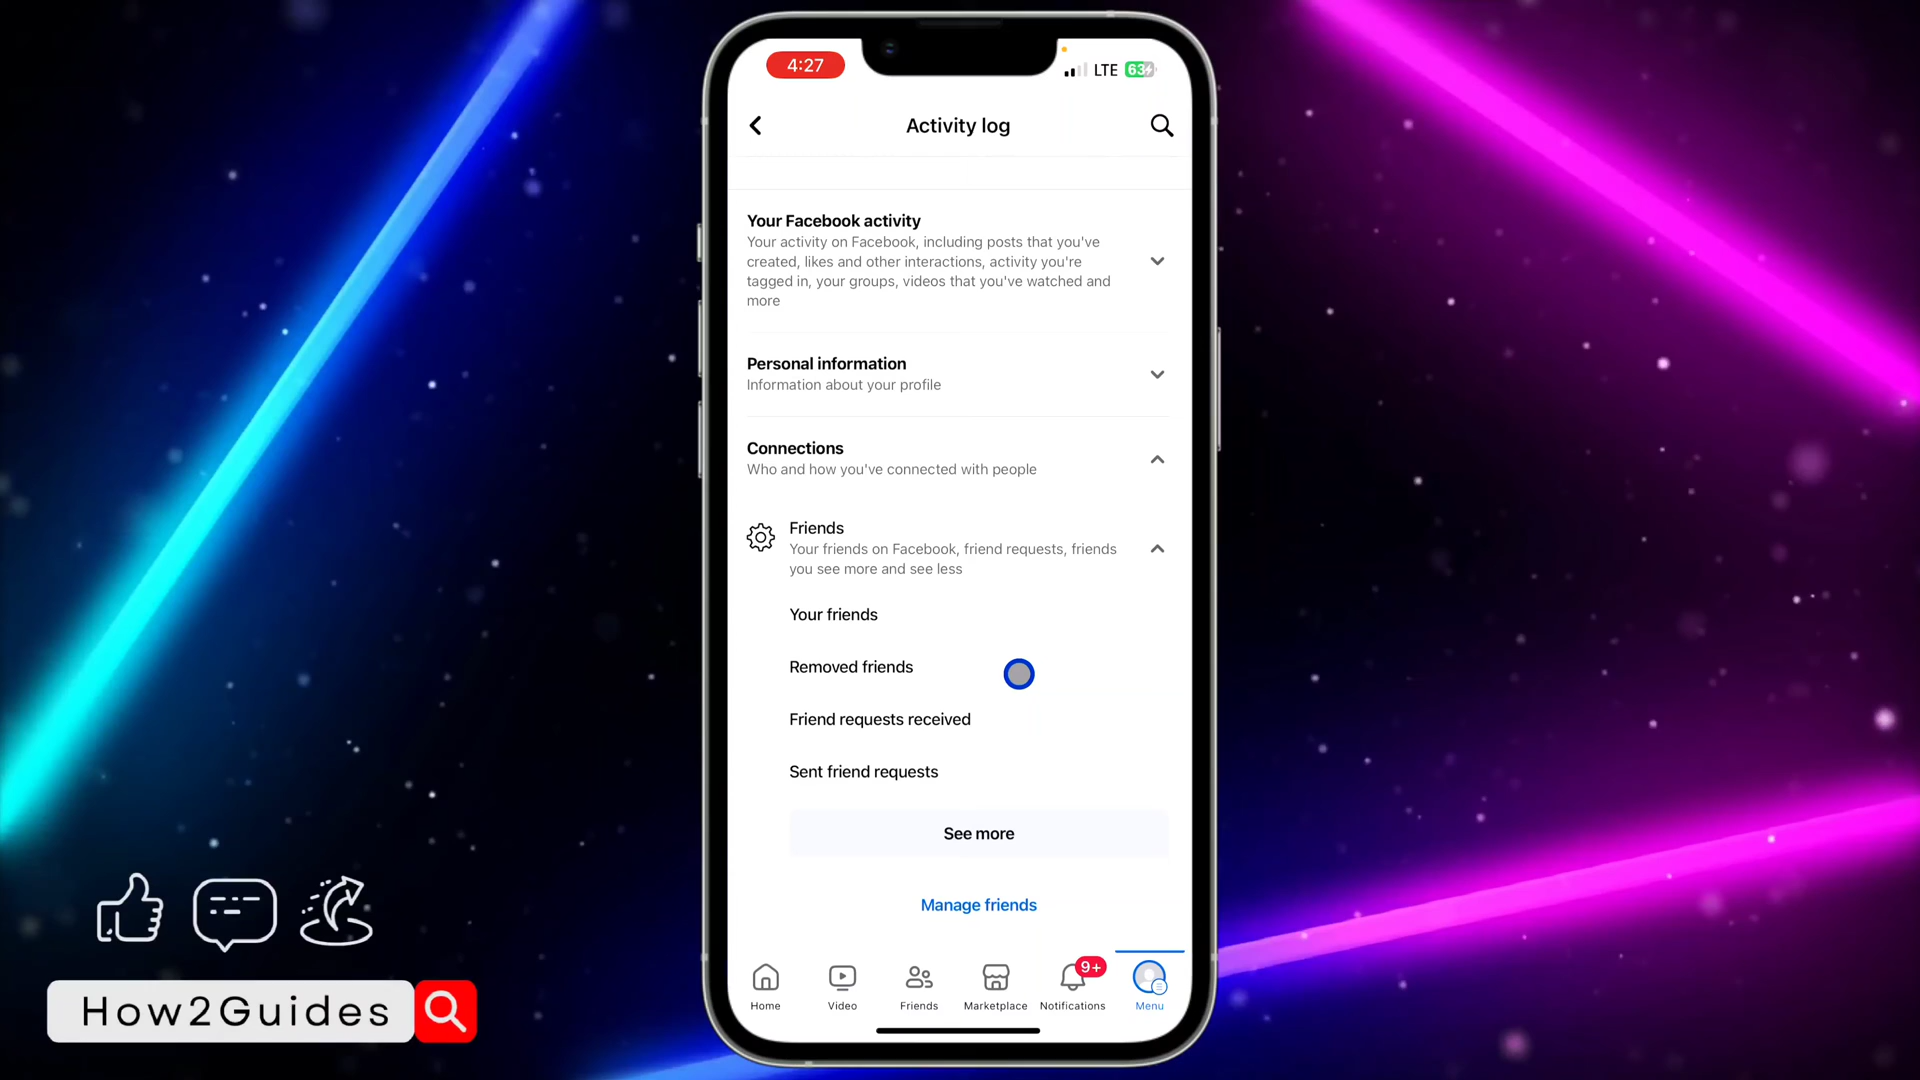 4:27
LTE 63
Activity log
Your Facebook activity
Your activity on Facebook, including posts that you've
created, likes and other interactions, activity you're
tagged in, your groups, videos that you've watched and
more
Personal information
Information about your profile
Connections
Who and how you've connected with people
Friends
Your friends on Facebook, friend requests, friends
you see more and see less
Your friends
Removed friends
Friend requests received
Sent friend requests
See more
Manage friends
9+
Home Video Friends Marketplace Notifications Menu
How2Guides